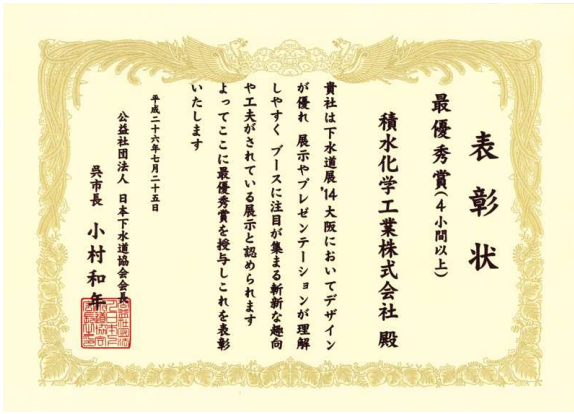 表彰状
最優秀賞(4小間以上)
積水化学工業株式会社 殿
貴社は下水道展'14大阪においてデザイン
が優れ 展示やプレゼンテーションが理解
しやすく ブースに注目が集まる斬新な趣向
や工夫がされている展示と認められます
よってここに最優秀賞を授与しこれを表彰
いたします
平成二十六年七月二十五日
公益社団法人 日本下水道協会会長
呉市長 小村和年